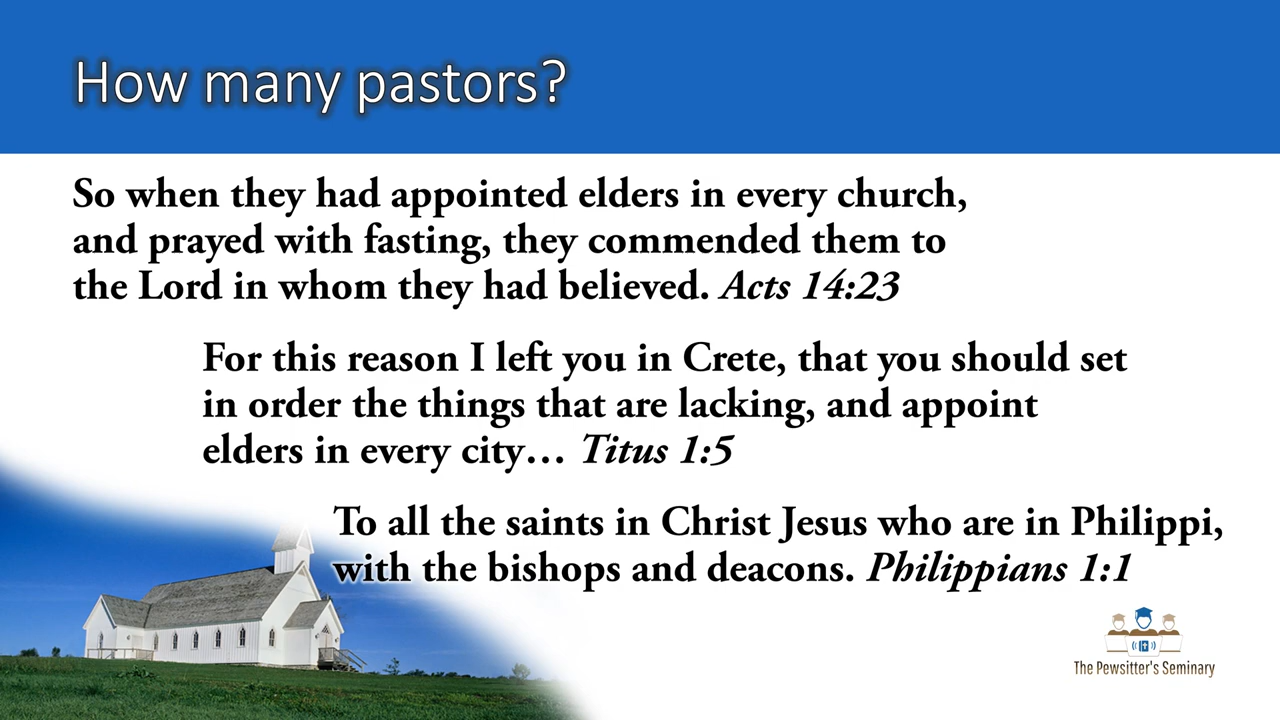 How many pastors?
So when they had appointed elders in every church,
and prayed with fasting, they commended them to
the Lord in whom they had believed. Acts 14:23
For this reason I left you in Crete, that you should set
in order the things that are lacking, and appoint
elders in every city… Titus 1:5
To all the saints in Christ Jesus who are in Philippi,
with the bishops and deacons. Philippians 1:1
The Pewsitter's Seminary